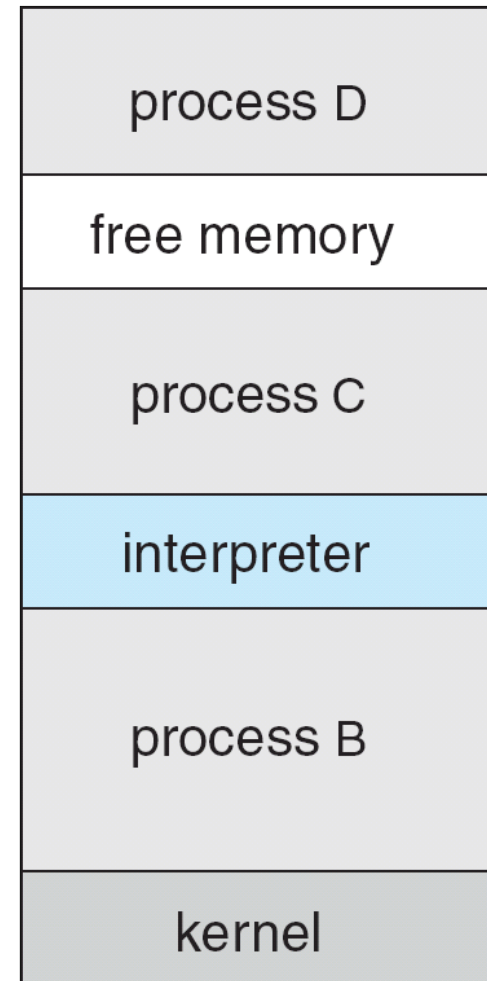 process D
free memory
process C
interpreter
process B
kernel